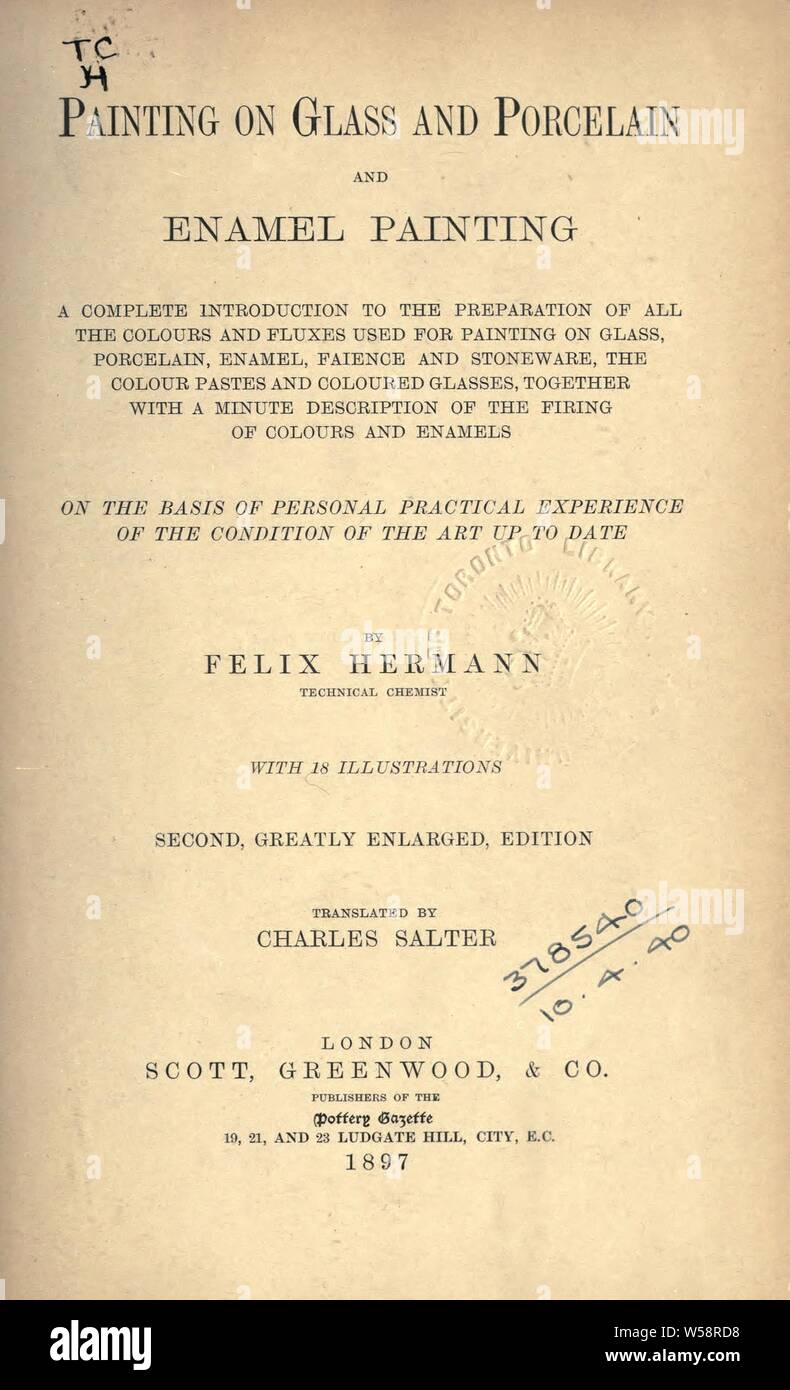 TC
H
PAINTING ON GLASS AND PORCELAIN
AND
ENAMEL PAINTING
A COMPLETE INTRODUCTION TO THE PREPARATION OF ALL
THE COLOURS AND FLUXES USED FOR PAINTING ON GLASS,
PORCELAIN, ENAMEL, FAIENCE AND STONEWARE, THE
COLOUR PASTES AND COLOURED GLASSES, TOGETHER
WITH A MINUTE DESCRIPTION OF THE FIRING
OF COLOURS AND ENAMELS
ON THE BASIS OF PERSONAL PRACTICAL EXPERIENCE
OF THE CONDITION OF THE ART UP TO DATE
TORONTO LIBRARY
BY
FELIX HERMANN
TECHNICAL CHEMIST
WITH 18 ILLUSTRATIONS
SECOND, GREATLY ENLARGED, EDITION
TRANSLATED BY
CHARLES SALTER
378540
10.4.40
LONDON
SCOTT, GREENWOOD, & CO.
PUBLISHERS OF THE
Pottery Gazette
19, 21, AND 23 LUDGATE HILL, CITY, E.C.
1897
alamy
Image ID: W58RD8
www.alamy.com